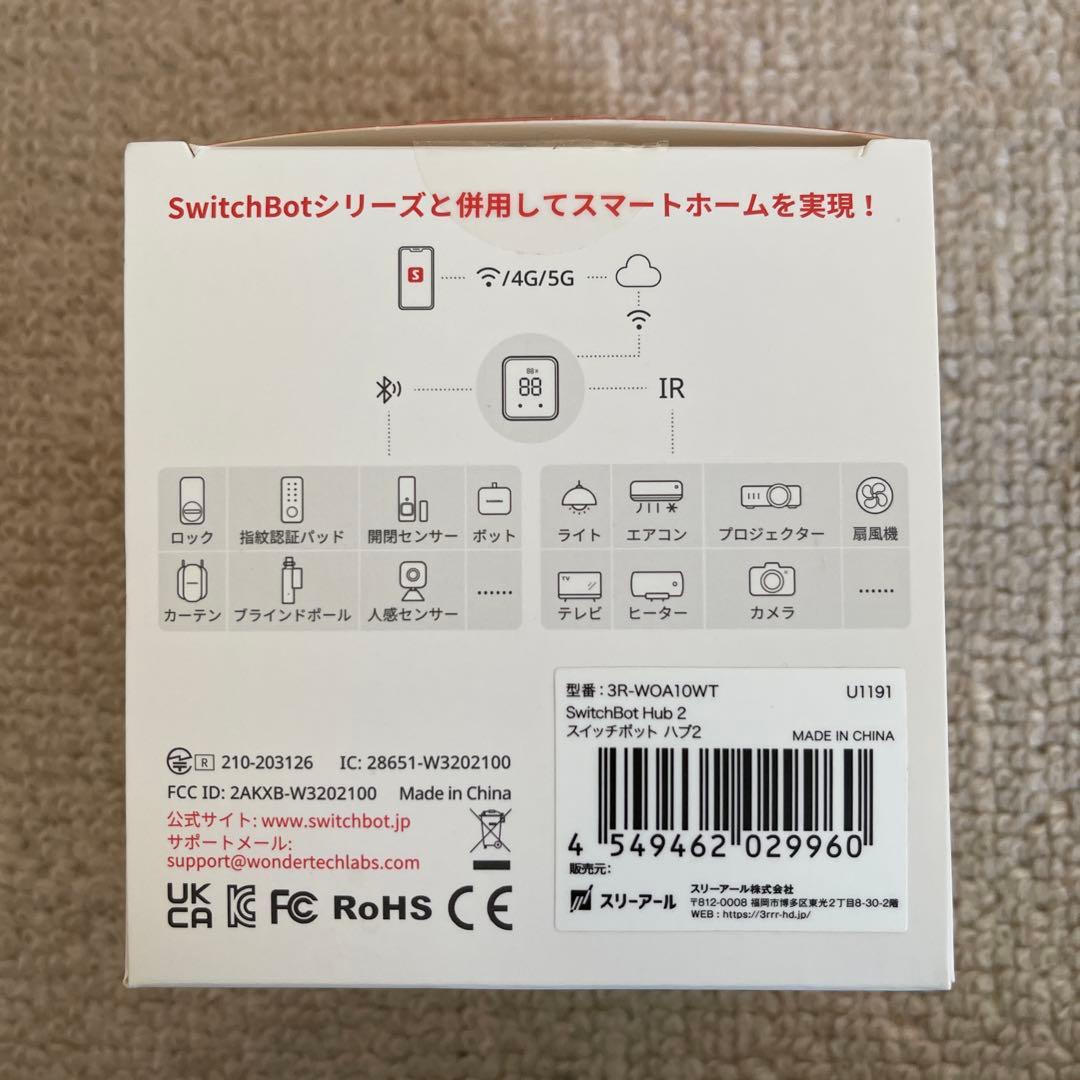 SwitchBotシリーズと併用してスマートホームを実現！
S
/4G/5G
88
88
IR
ロック 指紋認証パッド 開閉センサー ボット
カーテン ブラインドポール 人感センサー ……
ライト エアコン プロジェクター 扇風機
TV
テレビ ヒーター カメラ ……
型番：3R-WOA10WT U1191
SwitchBot Hub 2
スイッチボット ハブ2
MADE IN CHINA
4 549462 029960
販売元：
スリーアール
スリーアール株式会社
〒812-0008 福岡市博多区東光2丁目8-30-2階
WEB：https://3rrr-hd.jp/
R 210-203126 IC: 28651-W3202100
FCC ID: 2AKXB-W3202100 Made in China
公式サイト: www.switchbot.jp
サポートメール:
support@wondertechlabs.com
UK
CA
KC FC RoHS CE